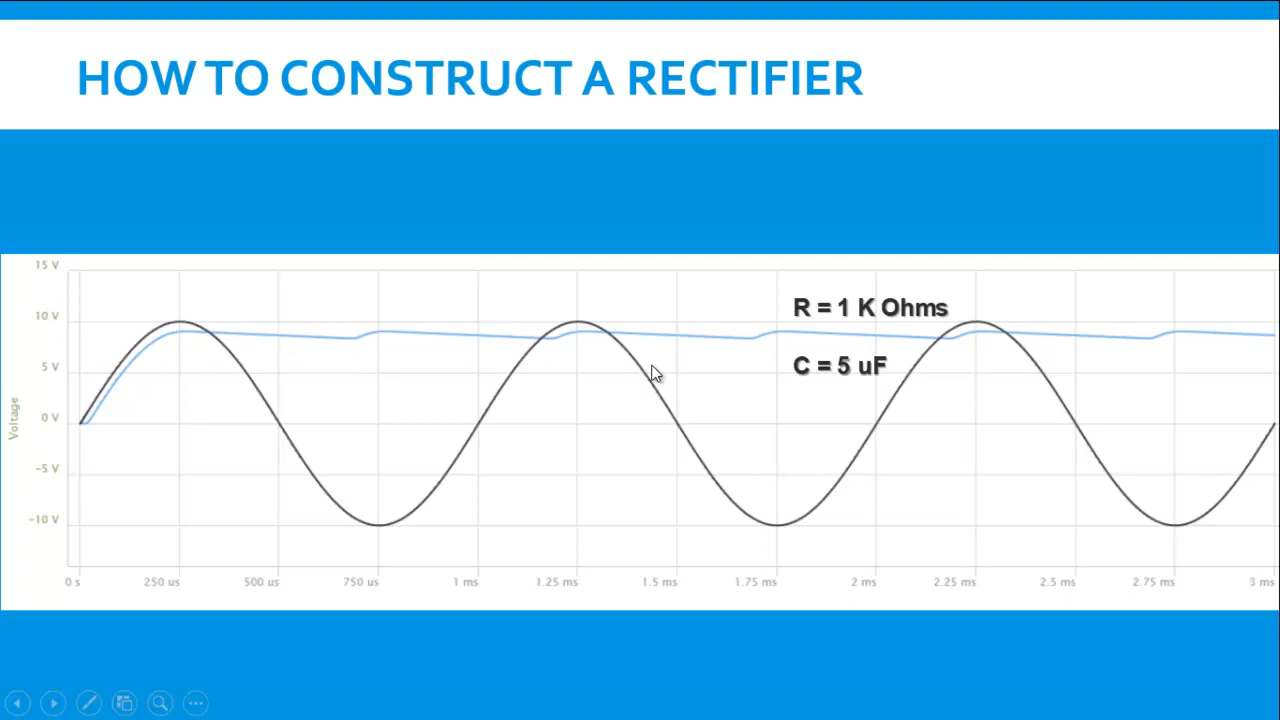 HOW TO CONSTRUCT A RECTIFIER
15 V
R = 1 K Ohms
10 V
5 V
C = 5 uF
0 V
Voltage
-5 V
-10 V
0 s 250 us 500 us 750 us 1 ms 1.25 ms 1.5 ms 1.75 ms 2 ms 2.25 ms 2.5 ms 2.75 ms 3 ms